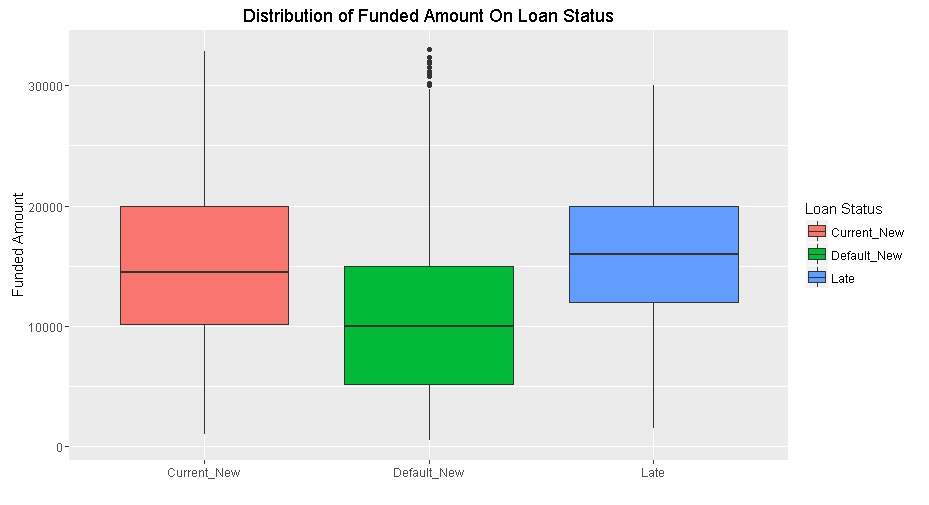 Distribution of Funded Amount On Loan Status
Funded Amount
30000
20000
10000
0
Current_New
Default_New
Late
Loan Status
Current_New
Default_New
Late